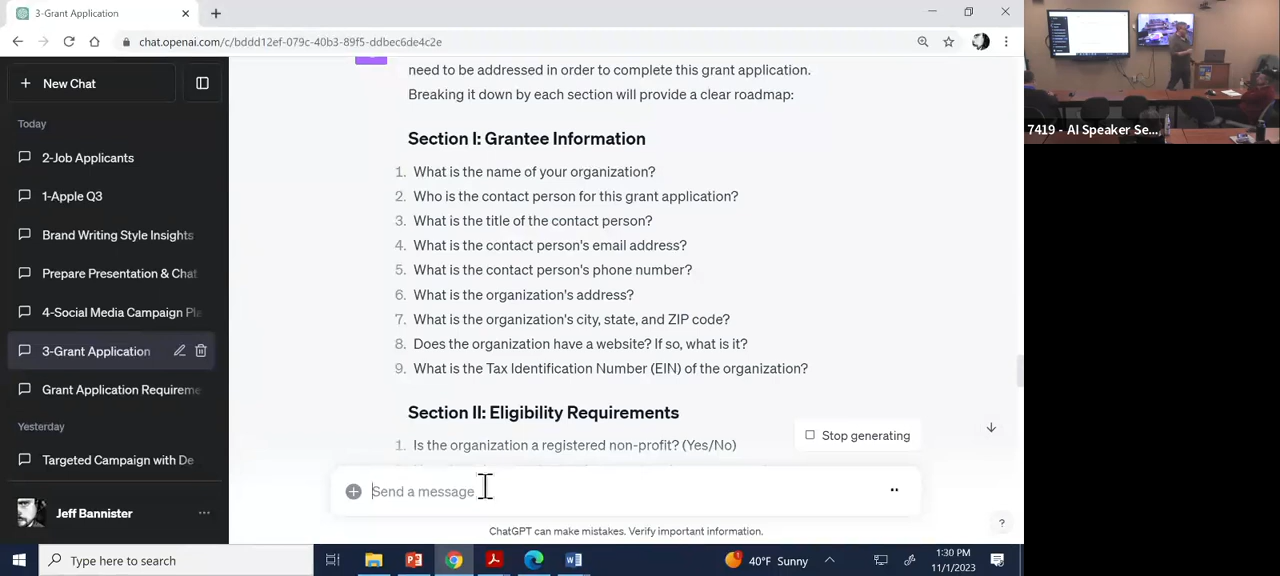 3-Grant Application
chat.openai.com/c/bddd12ef-079c-40b3-8956-ddbec6de4c2e
New Chat
Today
2-Job Applicants
1-Apple Q3
Brand Writing Style Insights
Prepare Presentation & Chat
4-Social Media Campaign Pla
3-Grant Application
Grant Application Requireme
Yesterday
Targeted Campaign with De
Jeff Bannister
need to be addressed in order to complete this grant application.
Breaking it down by each section will provide a clear roadmap:
Section I: Grantee Information
1. What is the name of your organization?
2. Who is the contact person for this grant application?
3. What is the title of the contact person?
4. What is the contact person's email address?
5. What is the contact person's phone number?
6. What is the organization's address?
7. What is the organization's city, state, and ZIP code?
8. Does the organization have a website? If so, what is it?
9. What is the Tax Identification Number (EIN) of the organization?
Section II: Eligibility Requirements
1. Is the organization a registered non-profit? (Yes/No)
Stop generating
Send a message
ChatGPT can make mistakes. Verify important information.
?
Type here to search
40°F Sunny
1:30 PM
11/1/2023
7419 - AI Speaker Se...